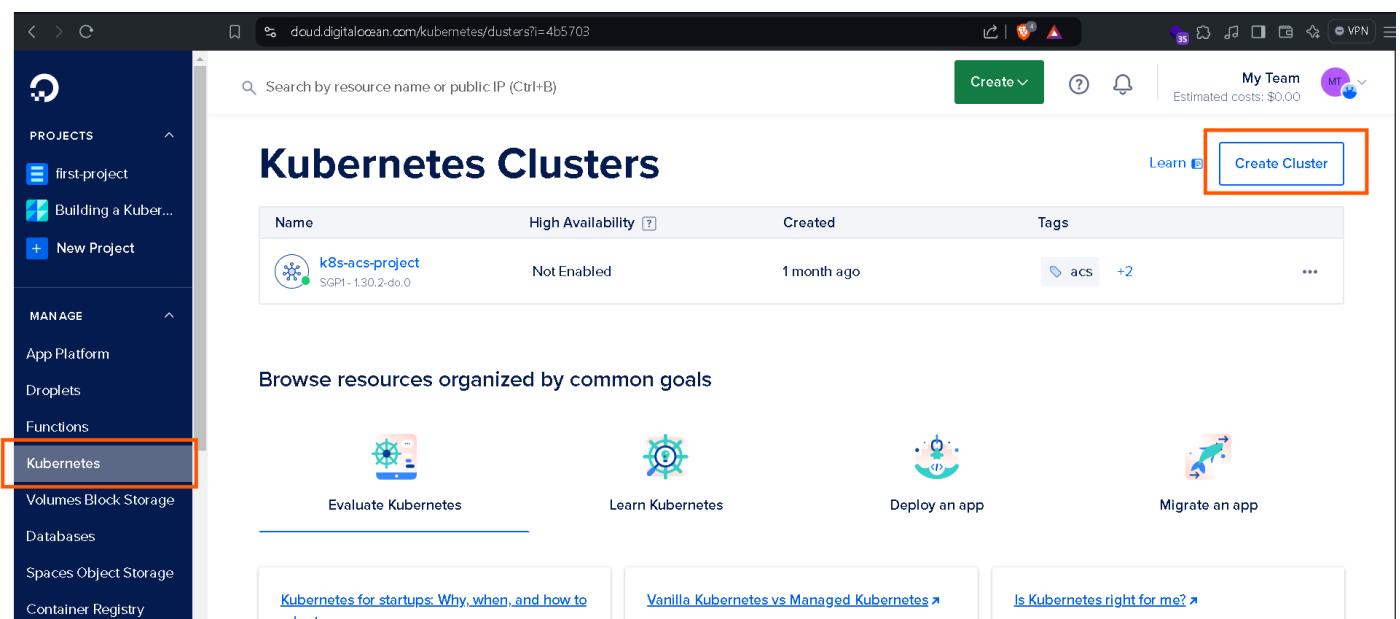 cloud.digitalocean.com/kubernetes/clusters?i=4b5703
4
35
VPN
Search by resource name or public IP (Ctrl+B)
Create
?
My Team
Estimated costs: $0.00
MT
PROJECTS
first-project
Building a Kuber...
+ New Project
MANAGE
App Platform
Droplets
Functions
Kubernetes
Volumes Block Storage
Databases
Spaces Object Storage
Container Registry
Kubernetes Clusters
Learn
Create Cluster
Name High Availability ? Created Tags
k8s-acs-project Not Enabled 1 month ago acs +2 •••
SGP1 - 1.30.2-do.0
Browse resources organized by common goals
Evaluate Kubernetes Learn Kubernetes Deploy an app Migrate an app
Kubernetes for startups: Why, when, and how to
Vanilla Kubernetes vs Managed Kubernetes
Is Kubernetes right for me?